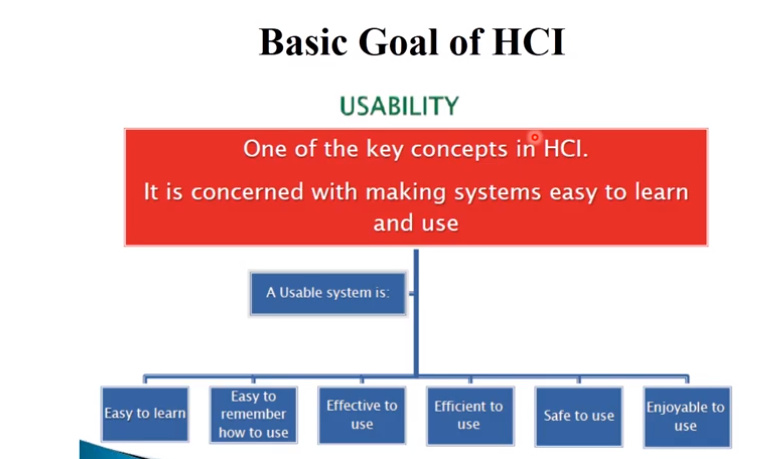 Basic Goal of HCI
USABILITY
One of the key concepts in HCI.
It is concerned with making systems easy to learn
and use
A Usable system is:
Easy to learn
Easy to
remember
how to use
Effective to
use
Efficient to
use
Safe to use
Enjoyable to
use